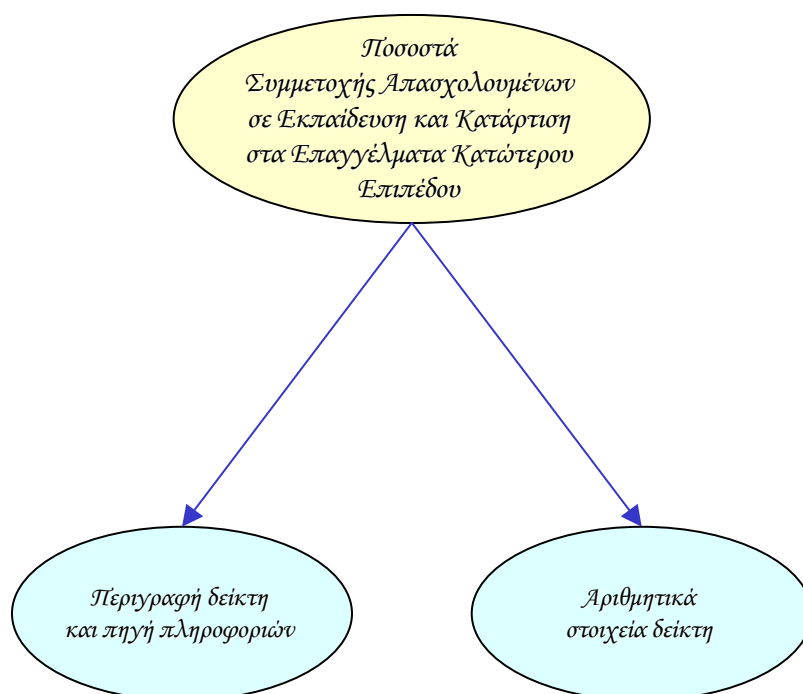 Ποσοστά
Συμμετοχής Απασχολουμένων
σε Εκπαίδευση και Κατάρτιση
στα Επαγγέλματα Κατώτερου
Επιπέδου
Περιγραφή δείκτη
και πηγή πληροφοριών
Αριθμητικά
στοιχεία δείκτη